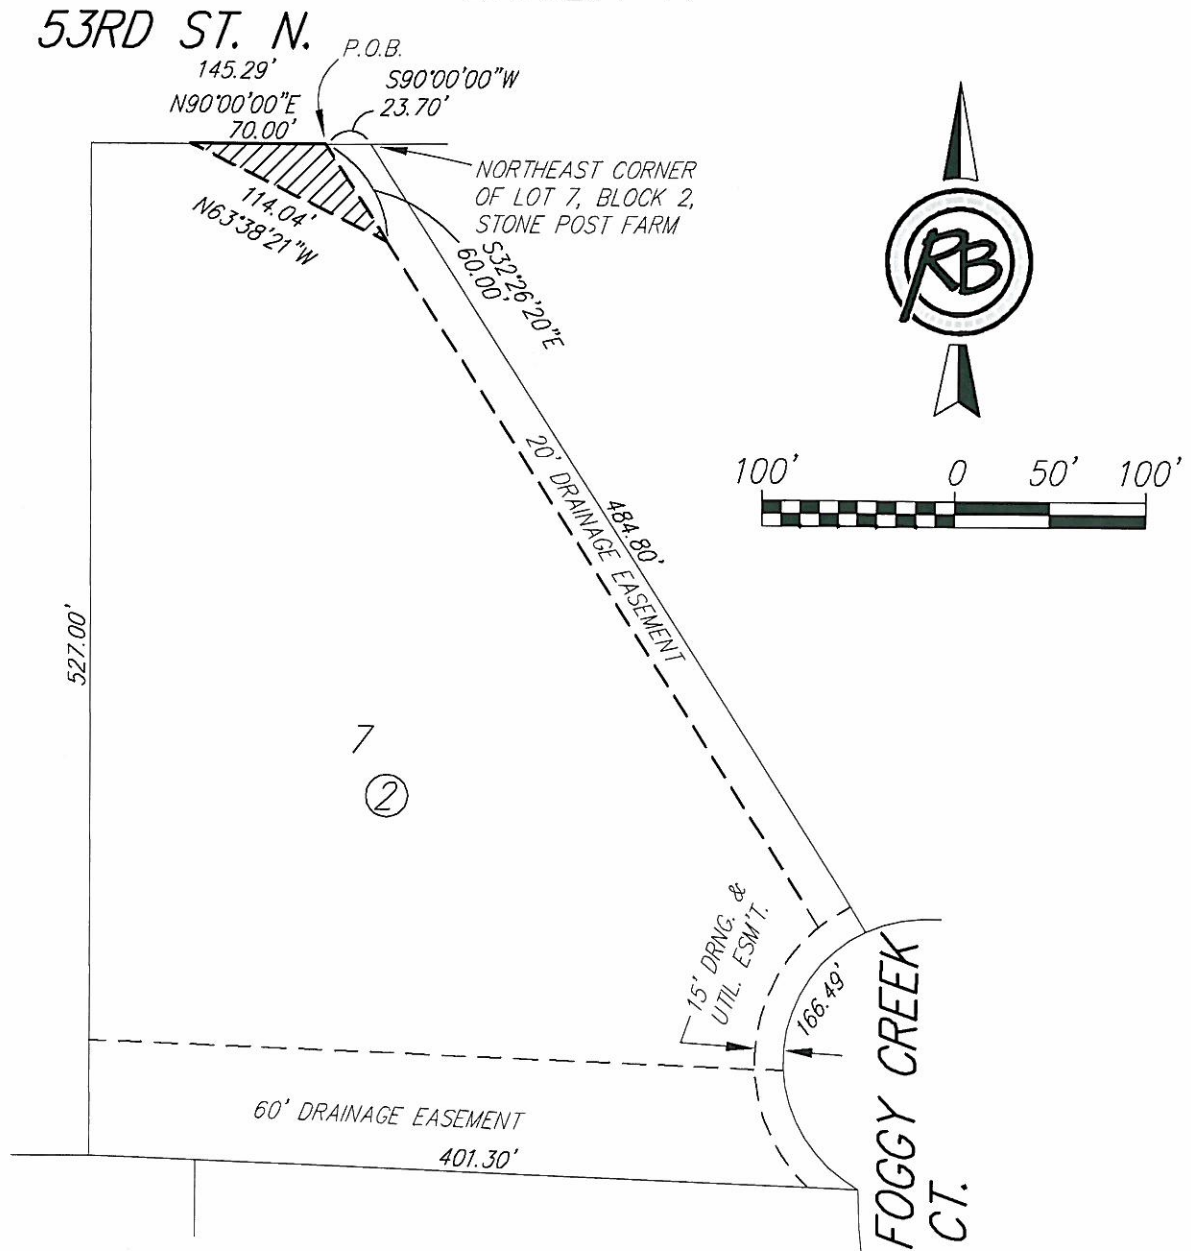 53RD ST. N.
P.O.B.
145.29'
S90°00'00"W
23.70'
N90°00'00"E
70.00'
NORTHEAST CORNER
OF LOT 7, BLOCK 2,
STONE POST FARM
114.04'
N63°38'21"W
S32°26'20"E
60.00'
RB
100' 0 50' 100'
20' DRAINAGE EASEMENT
484.80'
527.00'
7
2
15' DRNG. &
UTIL. ESM'T.
166.49'
FOGGY CREEK
CT.
60' DRAINAGE EASEMENT
401.30'